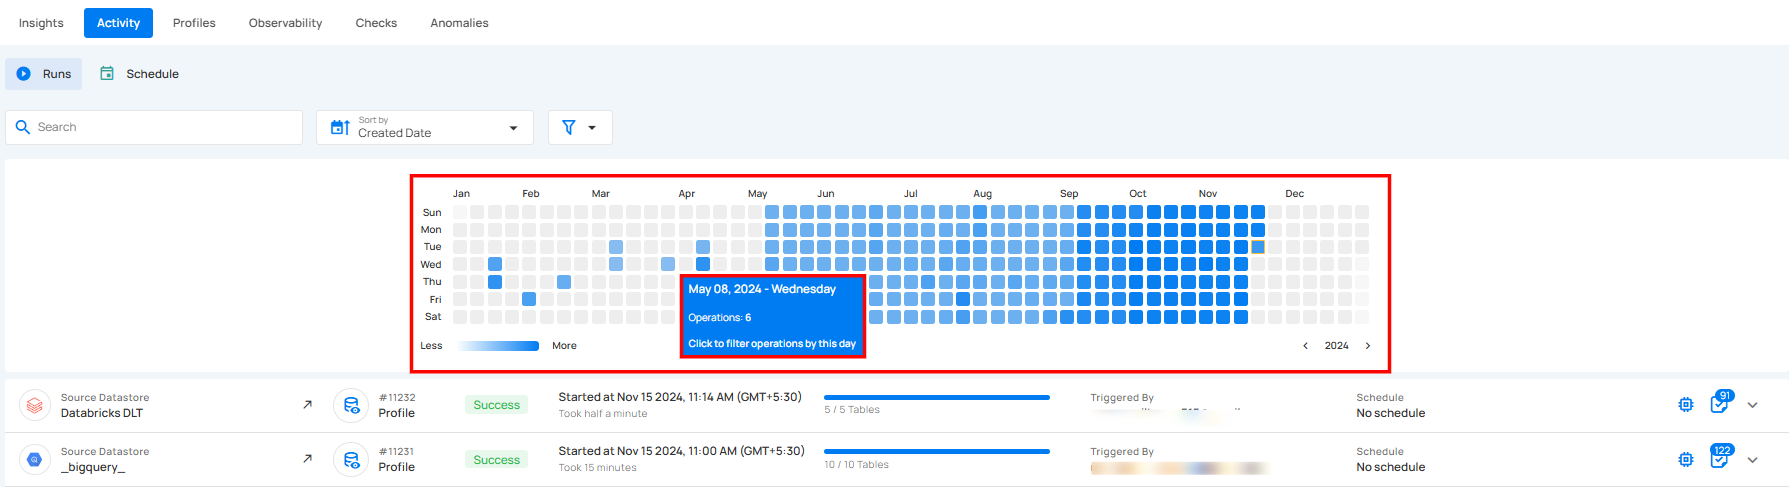 Insights Activity Profiles Observability Checks Anomalies
Runs Schedule
Search
Sort by
Created Date
Jan Feb Mar Apr May Jun Jul Aug Sep Oct Nov Dec
Sun
Mon
Tue
Wed
Thu
Fri
Sat
May 08, 2024 - Wednesday
Operations: 6
Click to filter operations by this day
Less More
2024
Source Datastore
Databricks DLT
#11232
Profile
Success
Started at Nov 15 2024, 11:14 AM (GMT+5:30)
Took half a minute
5 / 5 Tables
Triggered By
Schedule
No schedule
91
Source Datastore
_bigquery_
#11231
Profile
Success
Started at Nov 15 2024, 11:00 AM (GMT+5:30)
Took 15 minutes
10 / 10 Tables
Triggered By
Schedule
No schedule
122